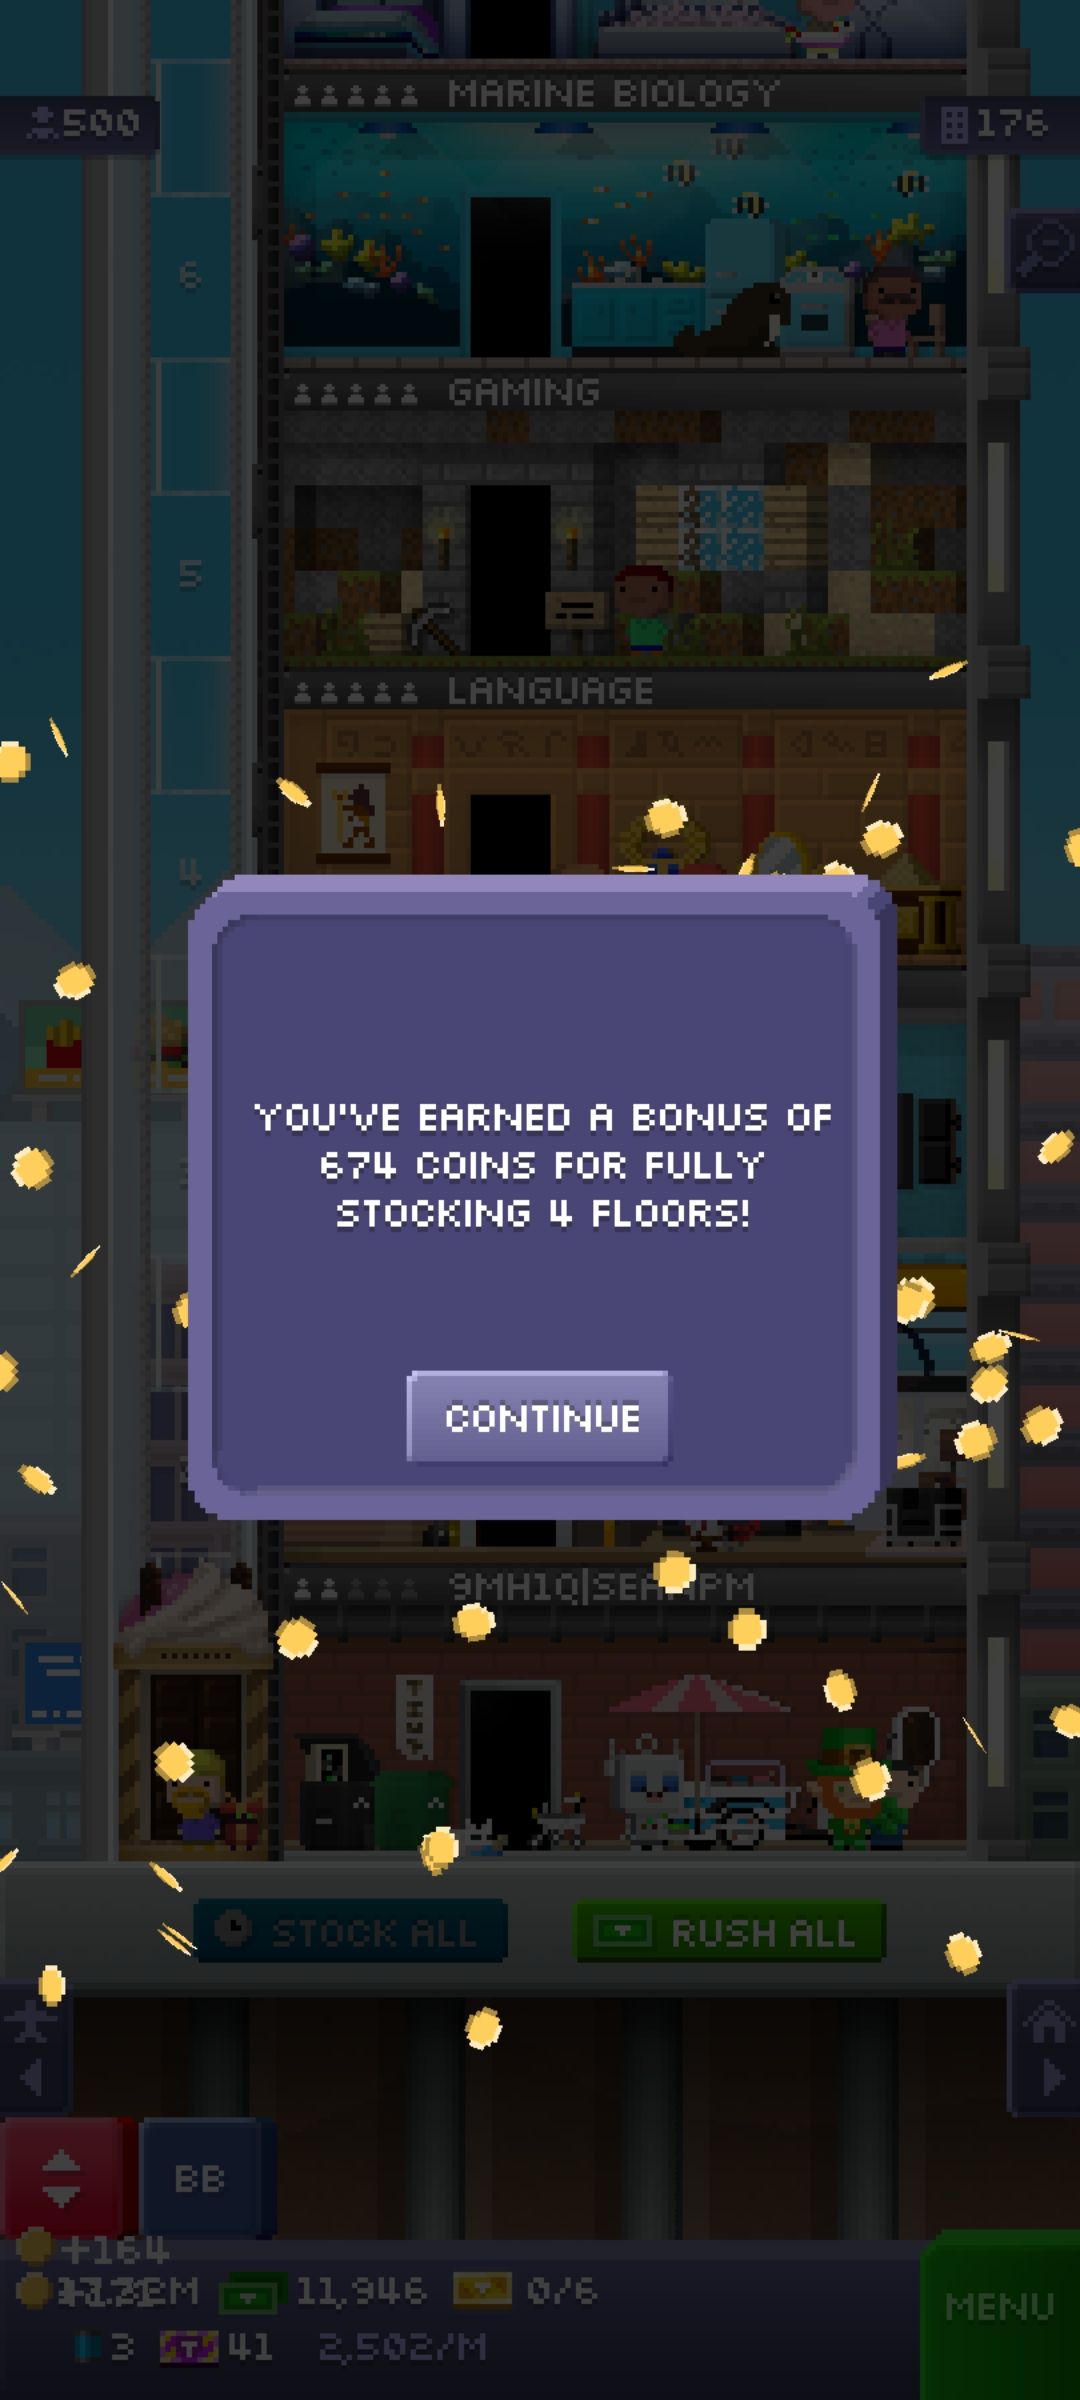 MARINE BIOLOGY
500
176
6
GAMING
5
LANGUAGE
4
YOU'VE EARNED A BONUS OF
674 COINS FOR FULLY
STOCKING 4 FLOORS!
CONTINUE
STOCK ALL
RUSH ALL
BB
+164
11,946
0/6
MENU
3
41
2,502/M